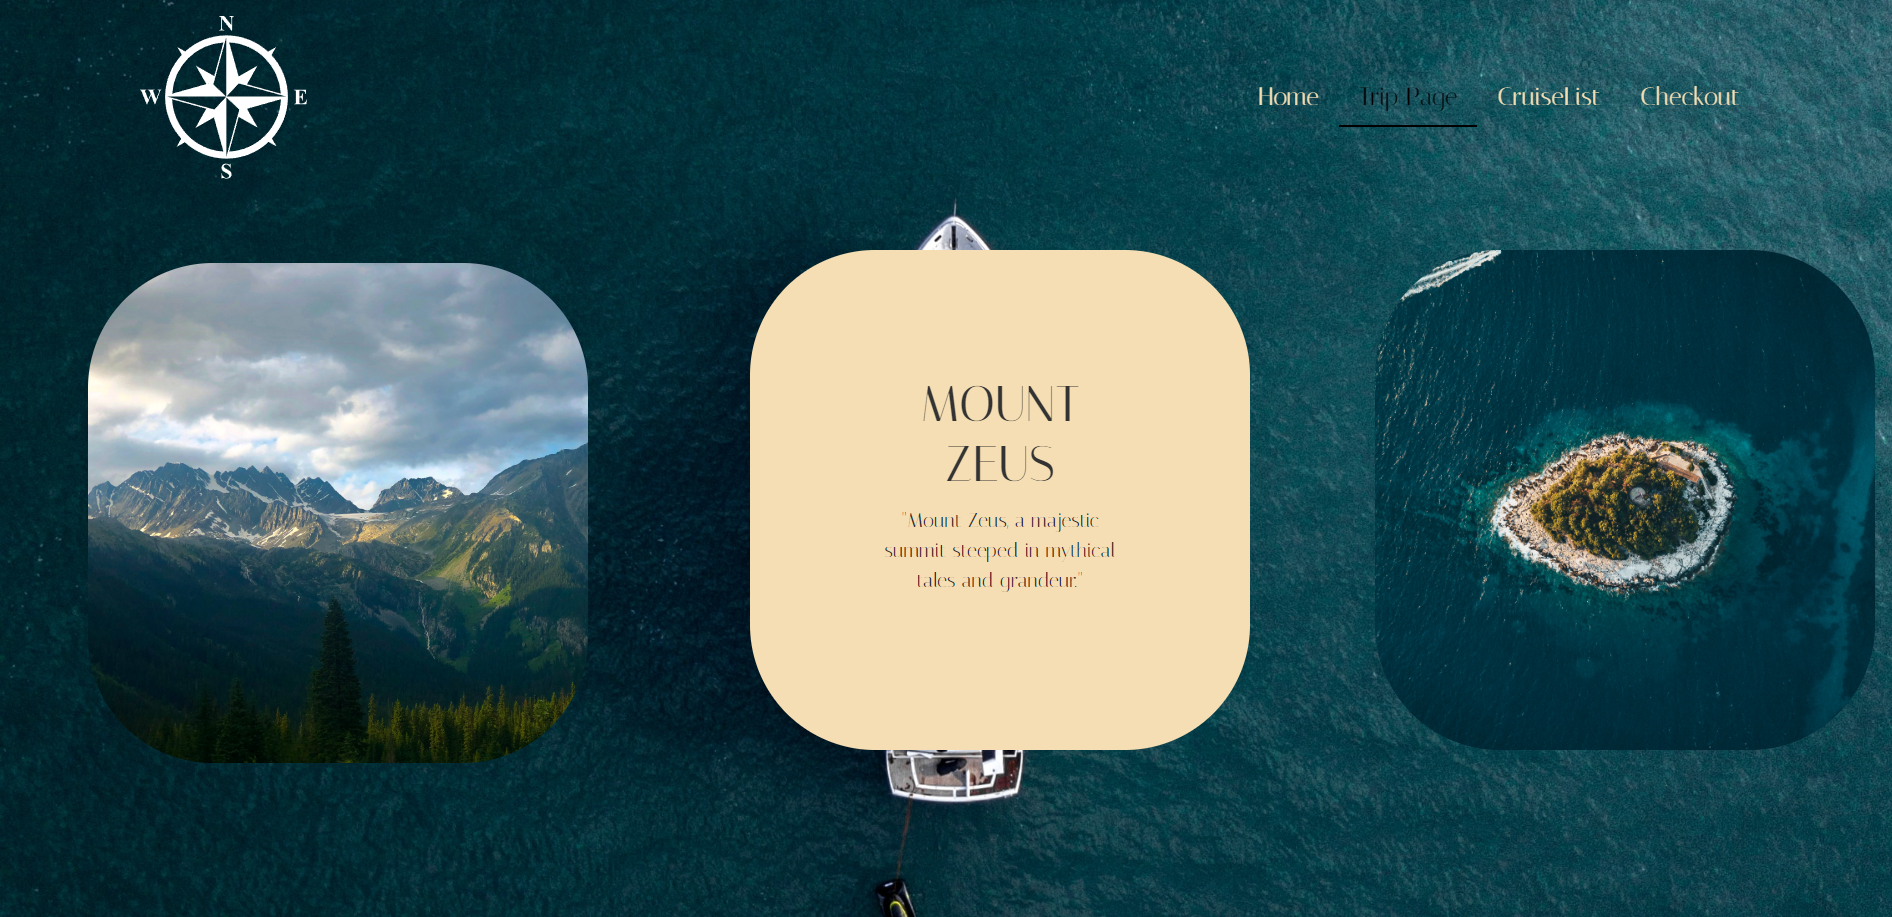 N
W E
S
Home Trip Page CruiseList Checkout
MOUNT
ZEUS
"Mount Zeus, a majestic
summit steeped in mythical
tales and grandeur."